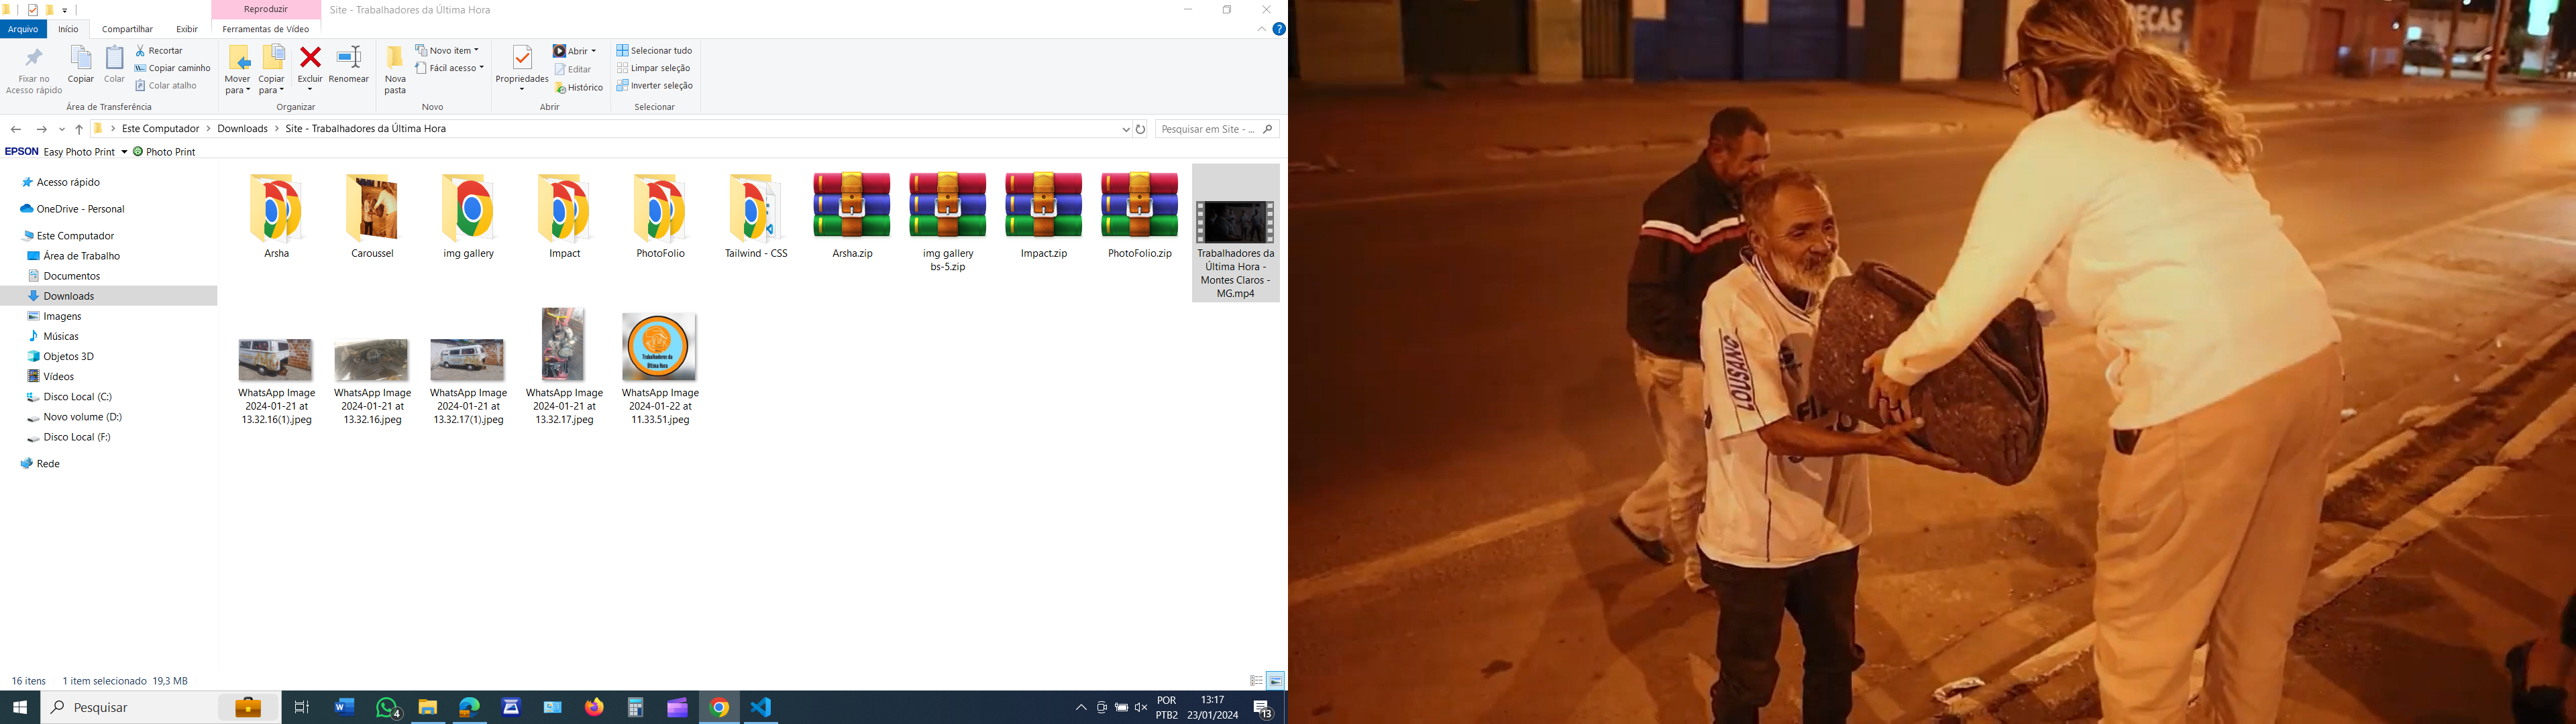 Reproduzir
Site - Trabalhadores da Última Hora
Arquivo
Início
Compartilhar
Exibir
Ferramentas de Vídeo
Fixar no
Acesso rápido
Copiar
Colar
Recortar
Copiar caminho
Colar atalho
Área de Transferência
Mover
para
Copiar
para
Excluir
Renomear
Organizar
Nova
pasta
Novo item
Fácil acesso
Novo
Propriedades
Abrir
Editar
Histórico
Abrir
Selecionar tudo
Limpar seleção
Inverter seleção
Selecionar
Este Computador
Downloads
Site - Trabalhadores da Última Hora
Pesquisar em Site - ...
EPSON Easy Photo Print
Photo Print
Acesso rápido
OneDrive - Personal
Este Computador
Área de Trabalho
Documentos
Downloads
Imagens
Músicas
Objetos 3D
Vídeos
Disco Local (C:)
Novo volume (D:)
Disco Local (F:)
Rede
Arsha
Caroussel
img gallery
Impact
PhotoFolio
Tailwind - CSS
Arsha.zip
img gallery
bs-5.zip
Impact.zip
PhotoFolio.zip
Trabalhadores da
Última Hora -
Montes Claros -
MG.mp4
WhatsApp Image
2024-01-21 at
13.32.16(1).jpeg
WhatsApp Image
2024-01-21 at
13.32.16.jpeg
WhatsApp Image
2024-01-21 at
13.32.17(1).jpeg
WhatsApp Image
2024-01-21 at
13.32.17.jpeg
Trabalhadores da
Última Hora
WhatsApp Image
2024-01-22 at
11.33.51.jpeg
16 itens
1 item selecionado 19,3 MB
Pesquisar
4
POR
PTB2
13:17
23/01/2024
13
LOUSANO